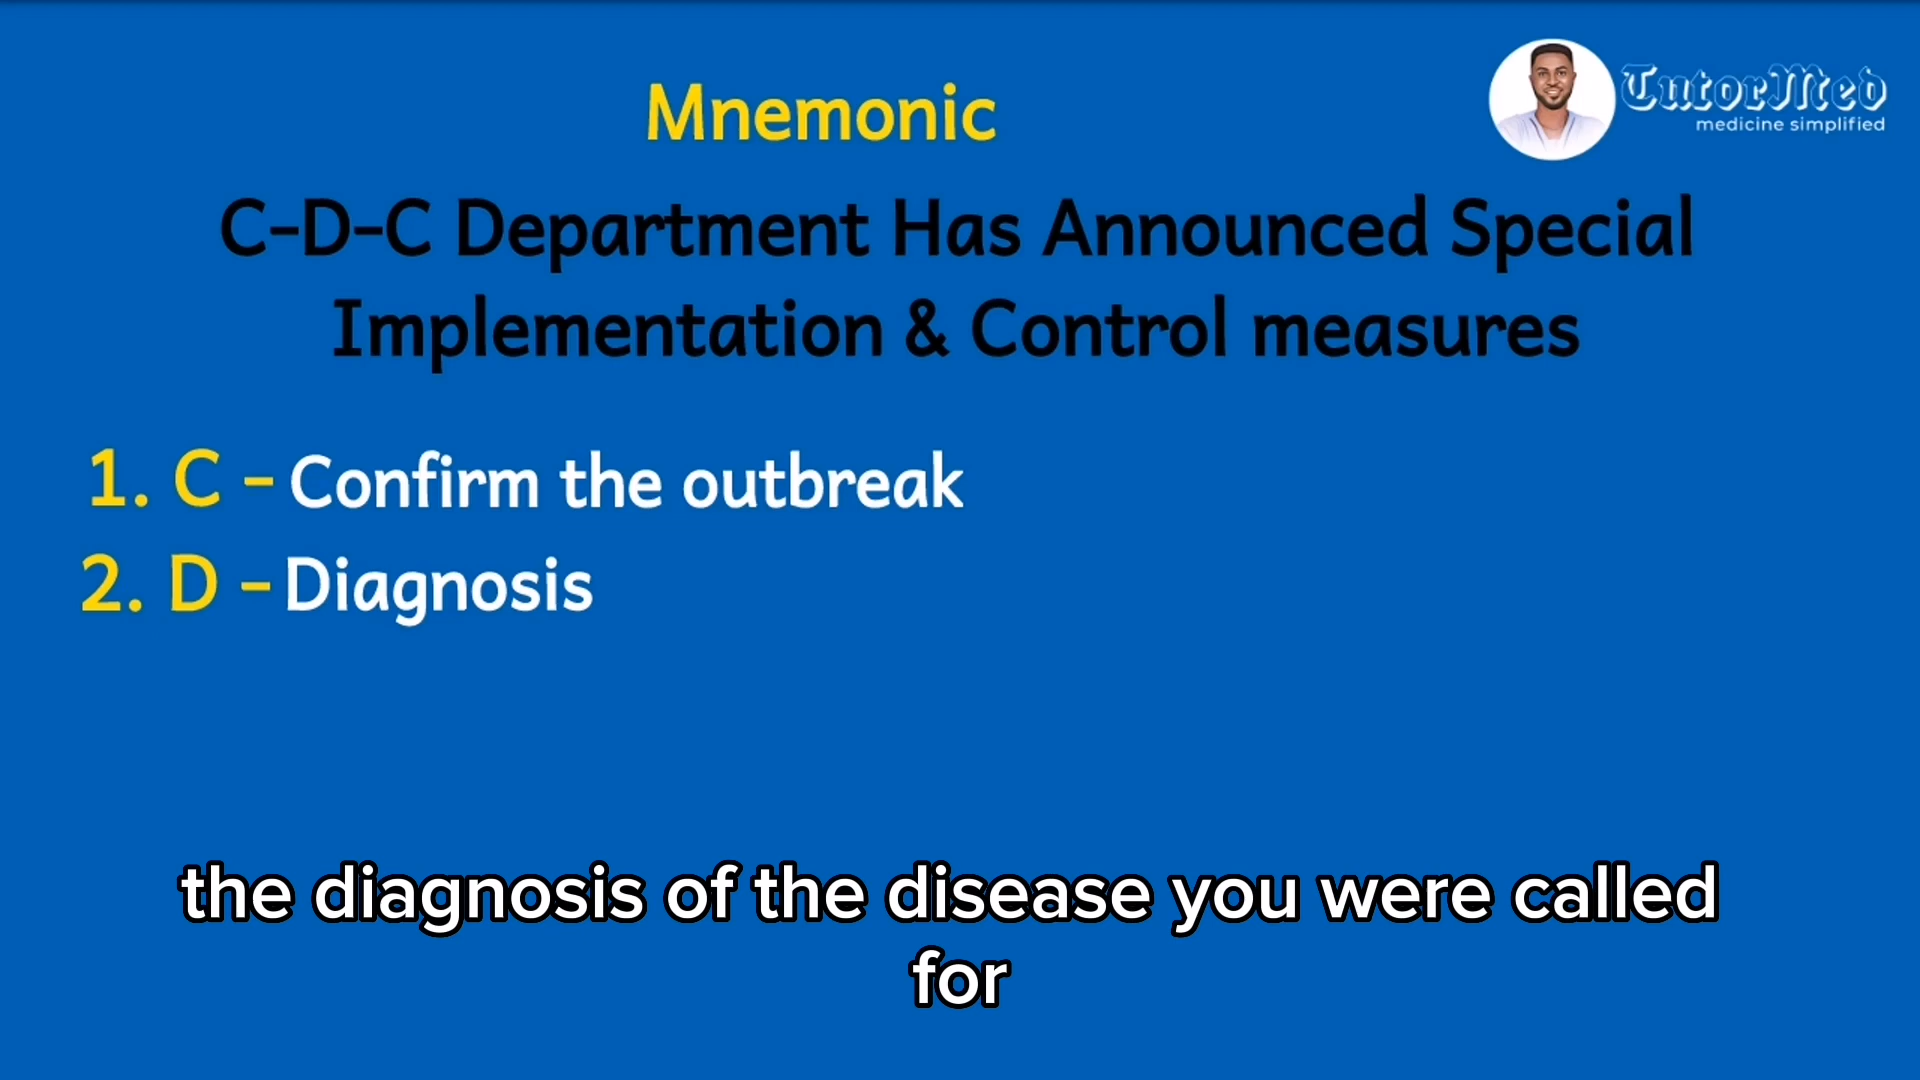 Mnemonic
TutorMed
medicine simplified
C-D-C Department Has Announced Special
Implementation & Control measures
1. C - Confirm the outbreak
2. D - Diagnosis
the diagnosis of the disease you were called
for